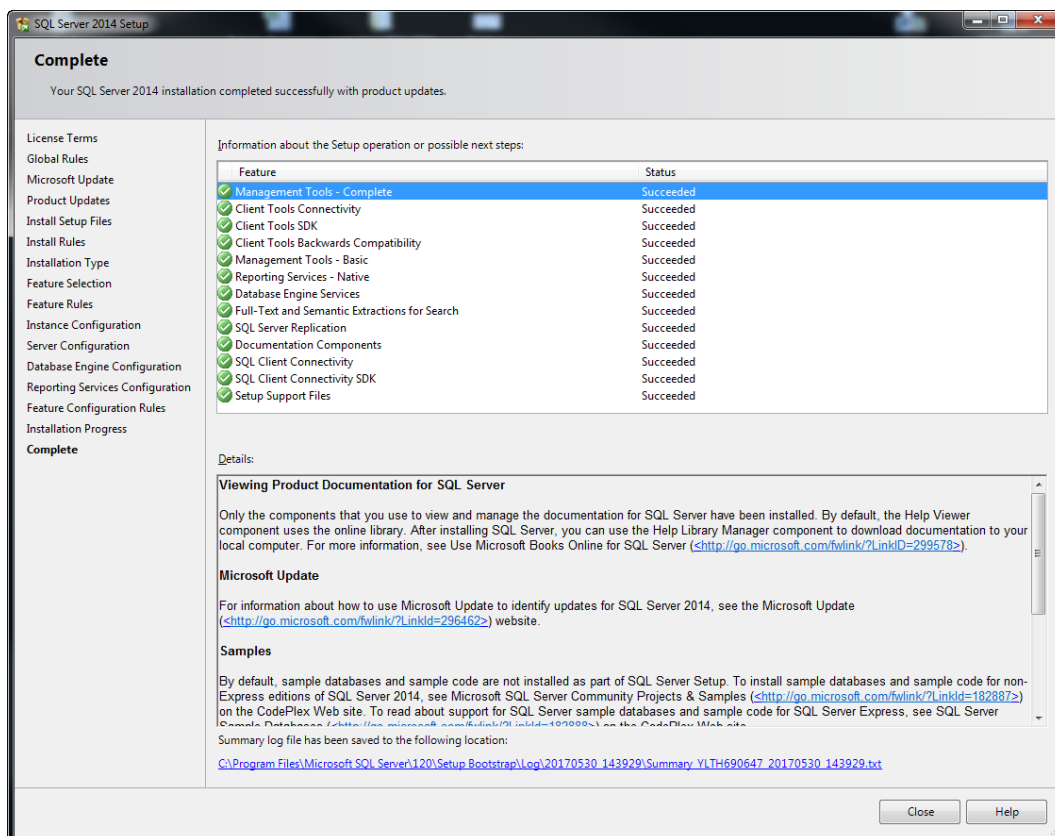 SQL Server 2014 Setup
Complete
Your SQL Server 2014 installation completed successfully with product updates.
License Terms
Global Rules
Microsoft Update
Product Updates
Install Setup Files
Install Rules
Installation Type
Feature Selection
Feature Rules
Instance Configuration
Server Configuration
Database Engine Configuration
Reporting Services Configuration
Feature Configuration Rules
Installation Progress
Complete
Information about the Setup operation or possible next steps:
Feature Status
Management Tools - Complete Succeeded
Client Tools Connectivity Succeeded
Client Tools SDK Succeeded
Client Tools Backwards Compatibility Succeeded
Management Tools - Basic Succeeded
Reporting Services - Native Succeeded
Database Engine Services Succeeded
Full-Text and Semantic Extractions for Search Succeeded
SQL Server Replication Succeeded
Documentation Components Succeeded
SQL Client Connectivity Succeeded
SQL Client Connectivity SDK Succeeded
Setup Support Files Succeeded
Details:
Viewing Product Documentation for SQL Server
Only the components that you use to view and manage the documentation for SQL Server have been installed. By default, the Help Viewer
component uses the online library. After installing SQL Server, you can use the Help Library Manager component to download documentation to your
local computer. For more information, see Use Microsoft Books Online for SQL Server (<http://go.microsoft.com/fwlink/?LinkID=299578>).
Microsoft Update
For information about how to use Microsoft Update to identify updates for SQL Server 2014, see the Microsoft Update
(<http://go.microsoft.com/fwlink/?LinkId=296462>) website.
Samples
By default, sample databases and sample code are not installed as part of SQL Server Setup. To install sample databases and sample code for non-
Express editions of SQL Server 2014, see Microsoft SQL Server Community Projects & Samples (<http://go.microsoft.com/fwlink/?LinkId=182887>)
on the CodePlex Web site. To read about support for SQL Server sample databases and sample code for SQL Server Express, see SQL Server
Sample Databases (<http://go.microsoft.com/fwlink/?LinkId=182888>) on the CodePlex Web site.
Summary log file has been saved to the following location:
C:\Program Files\Microsoft SQL Server\120\Setup Bootstrap\Log\20170530_143929\Summary_YLTH690647_20170530_143929.txt
Close Help